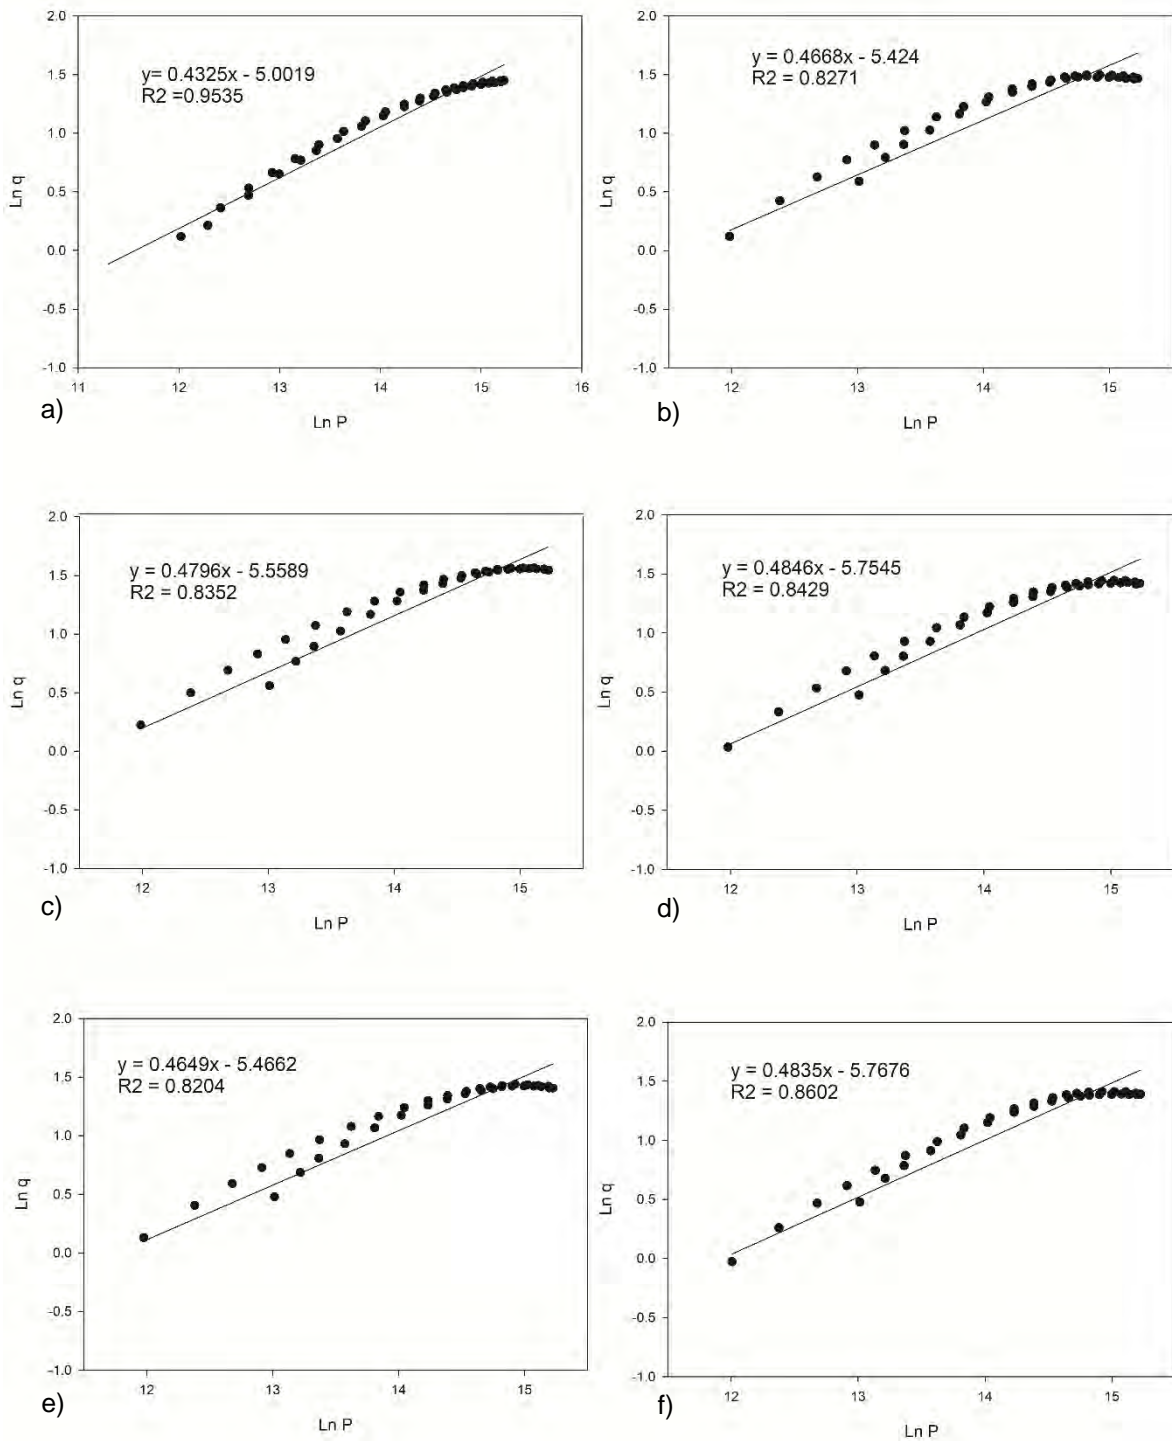 2.0
1.5
1.0
0.5
0.0
-0.5
-1.0
Ln q
y= 0.4325x - 5.0019
R2 =0.9535
11 12 13 14 15 16
Ln P
a)
2.0
1.5
1.0
0.5
0.0
-0.5
-1.0
Ln q
y = 0.4668x - 5.424
R2 = 0.8271
12 13 14 15
Ln P
b)
2.0
1.5
1.0
0.5
0.0
-0.5
-1.0
Ln q
y = 0.4796x - 5.5589
R2 = 0.8352
12 13 14 15
Ln P
c)
2.0
1.5
1.0
0.5
0.0
-0.5
-1.0
Ln q
y = 0.4846x - 5.7545
R2 = 0.8429
12 13 14 15
Ln P
d)
2.0
1.5
1.0
0.5
0.0
-0.5
-1.0
Ln q
y = 0.4649x - 5.4662
R2 = 0.8204
12 13 14 15
Ln P
e)
2.0
1.5
1.0
0.5
0.0
-0.5
-1.0
Ln q
y = 0.4835x - 5.7676
R2 = 0.8602
12 13 14 15
Ln P
f)